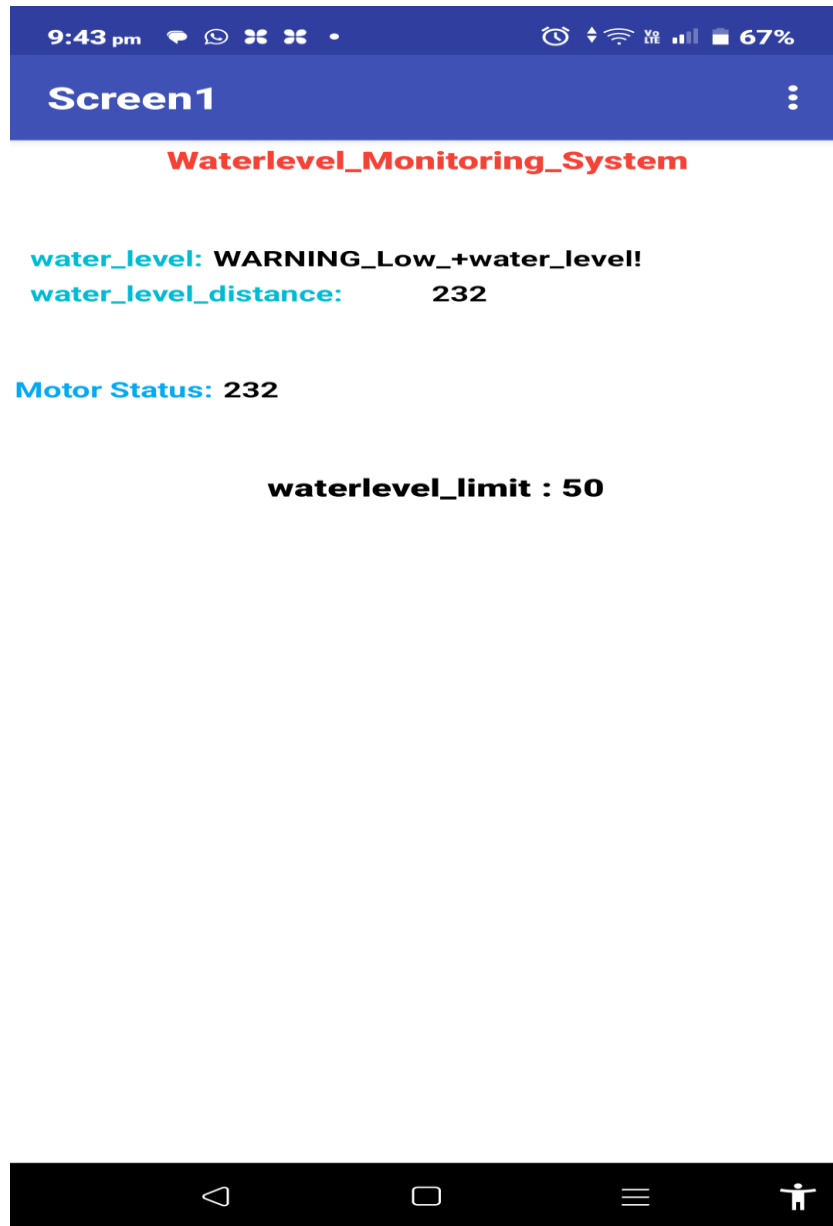 9:43 pm 67%
Screen1
Waterlevel_Monitoring_System
water_level: WARNING_Low_+water_level!
water_level_distance: 232
Motor Status: 232
waterlevel_limit : 50